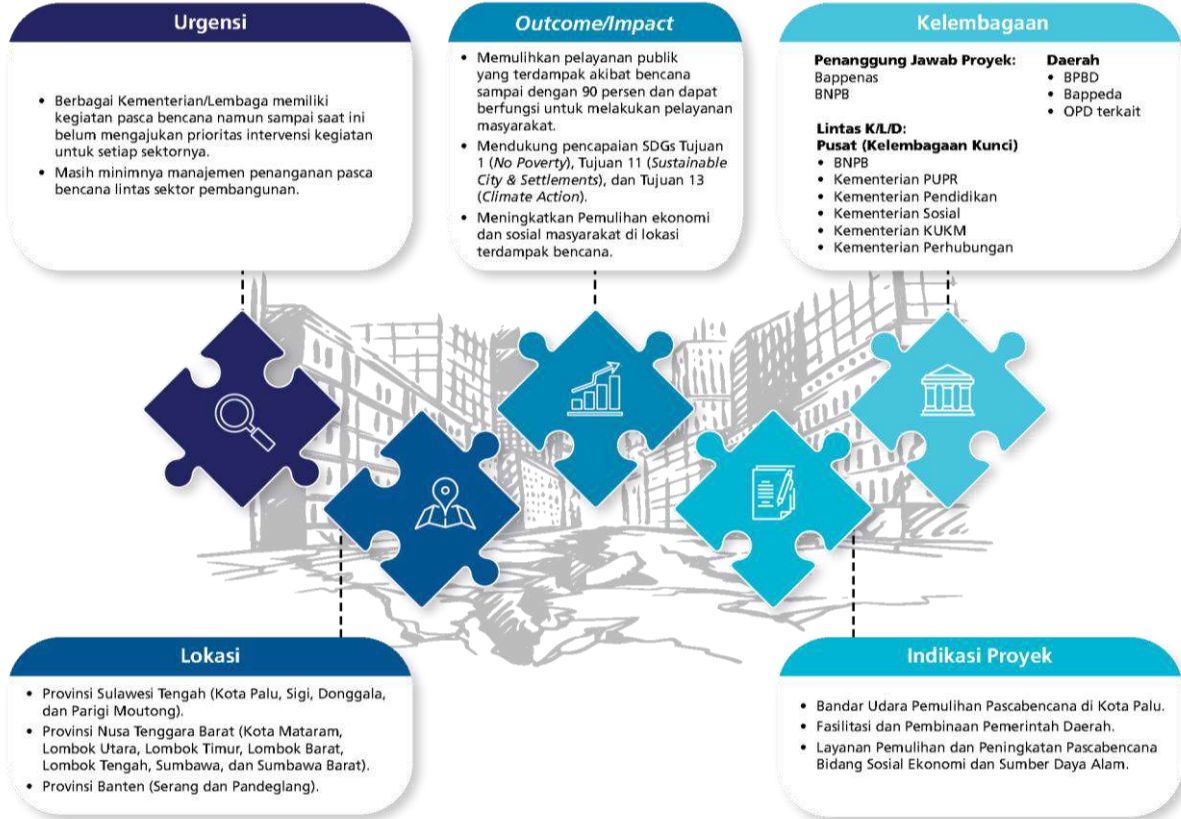 Urgensi
• Berbagai Kementerian/Lembaga memiliki
kegiatan pasca bencana namun sampai saat ini
belum mengajukan prioritas intervensi kegiatan
untuk setiap sektornya.
• Masih minimnya manajemen penanganan pasca
bencana lintas sektor pembangunan.
Outcome/Impact
• Memulihkan pelayanan publik
yang terdampak akibat bencana
sampai dengan 90 persen dan dapat
berfungsi untuk melakukan pelayanan
masyarakat.
• Mendukung pencapaian SDGs Tujuan
1 (No Poverty), Tujuan 11 (Sustainable
City & Settlements), dan Tujuan 13
(Climate Action).
• Meningkatkan Pemulihan ekonomi
dan sosial masyarakat di lokasi
terdampak bencana.
Kelembagaan
Penanggung Jawab Proyek:
Bappenas
BNPB
Lintas K/L/D:
Pusat (Kelembagaan Kunci)
• BNPB
• Kementerian PUPR
• Kementerian Pendidikan
• Kementerian Sosial
• Kementerian KUKM
• Kementerian Perhubungan
Daerah
• BPBD
• Bappeda
• OPD terkait
Lokasi
• Provinsi Sulawesi Tengah (Kota Palu, Sigi, Donggala,
dan Parigi Moutong).
• Provinsi Nusa Tenggara Barat (Kota Mataram,
Lombok Utara, Lombok Timur, Lombok Barat,
Lombok Tengah, Sumbawa, dan Sumbawa Barat).
• Provinsi Banten (Serang dan Pandeglang).
Indikasi Proyek
• Bandar Udara Pemulihan Pascabencana di Kota Palu.
• Fasilitasi dan Pembinaan Pemerintah Daerah.
• Layanan Pemulihan dan Peningkatan Pascabencana
Bidang Sosial Ekonomi dan Sumber Daya Alam.